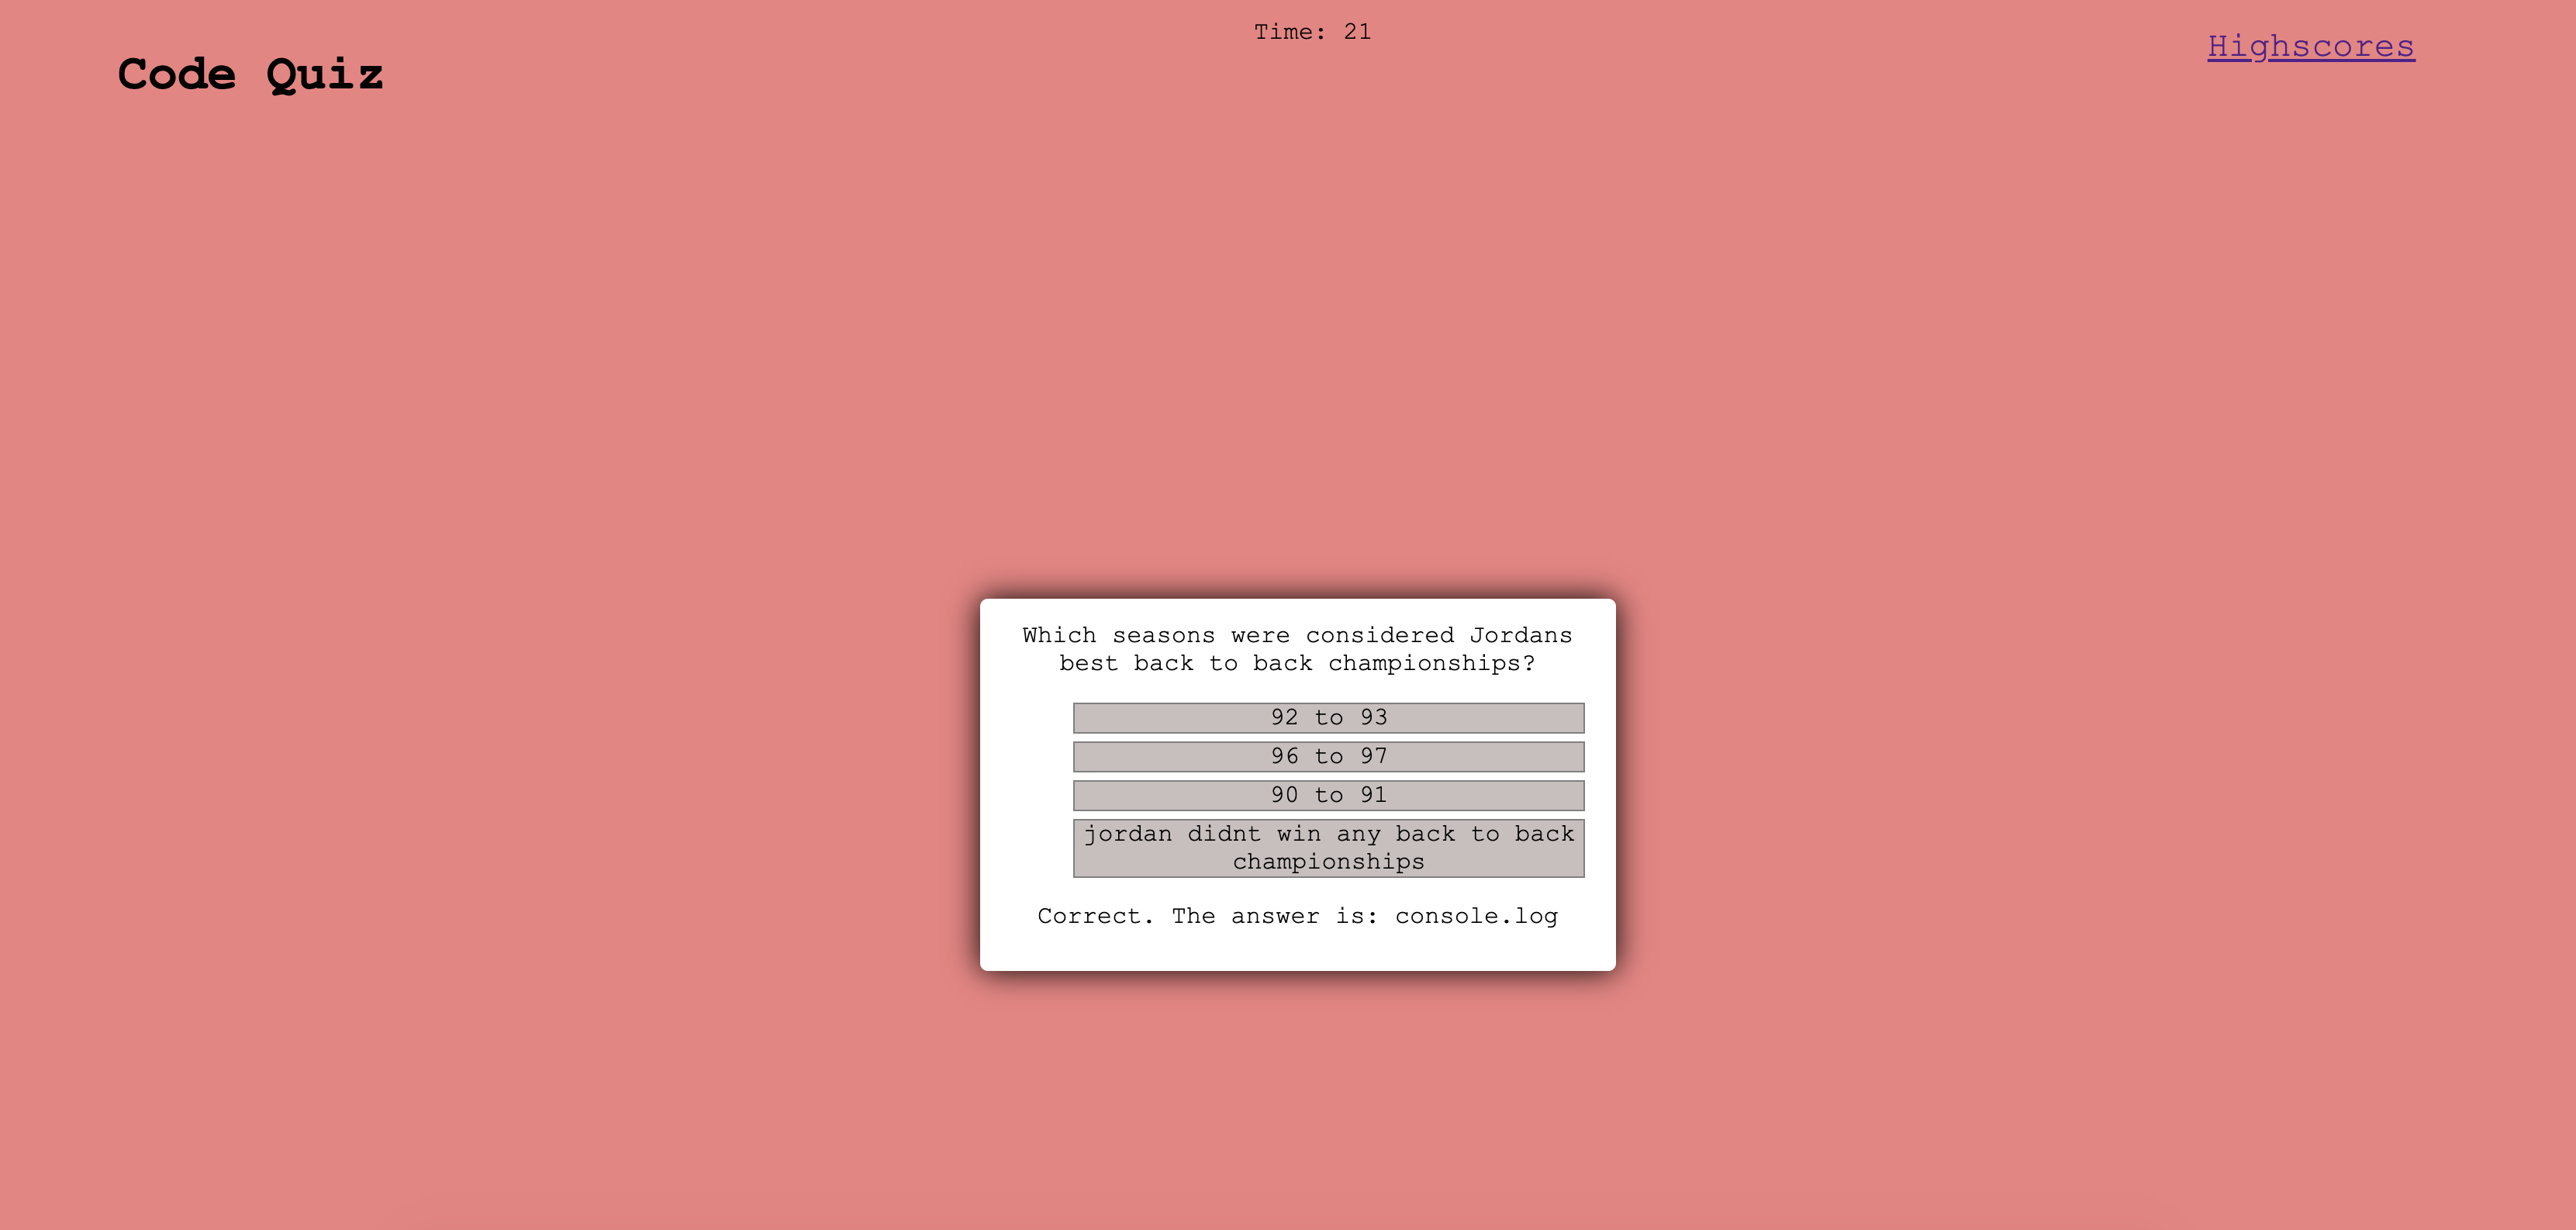 Time: 21
Highscores
Code Quiz
Which seasons were considered Jordans
best back to back championships?
92 to 93
96 to 97
90 to 91
jordan didnt win any back to back
championships
Correct. The answer is: console.log